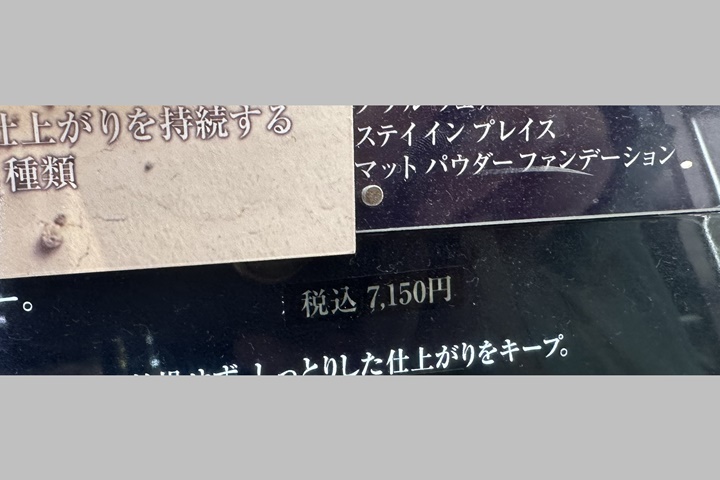 仕上がりを持続する
種類
ステイ イン プレイス
マット パウダー ファンデーション
ー。
税込 7,150円
しっとりした仕上がりをキープ。